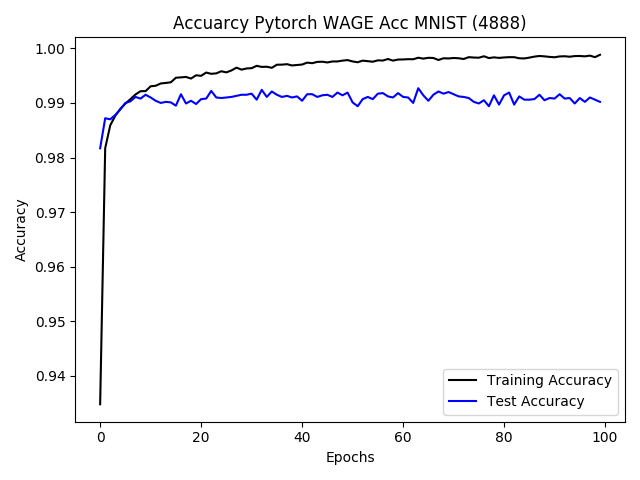 Accuarcy Pytorch WAGE Acc MNIST (4888)
1.00
0.99
0.98
0.97
0.96
0.95
0.94
Accuracy
0 20 40 60 80 100
Epochs
Training Accuracy
Test Accuracy